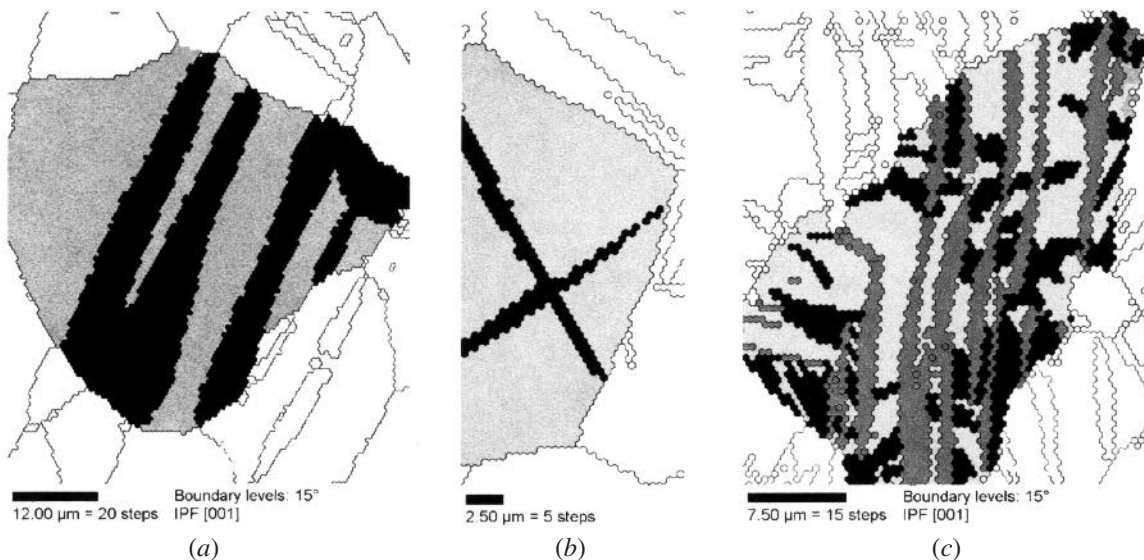 Boundary levels: 15°
12.00 µm = 20 steps IPF [001]
2.50 µm = 5 steps
Boundary levels: 15°
7.50 µm = 15 steps IPF [001]
(a) (b) (c)